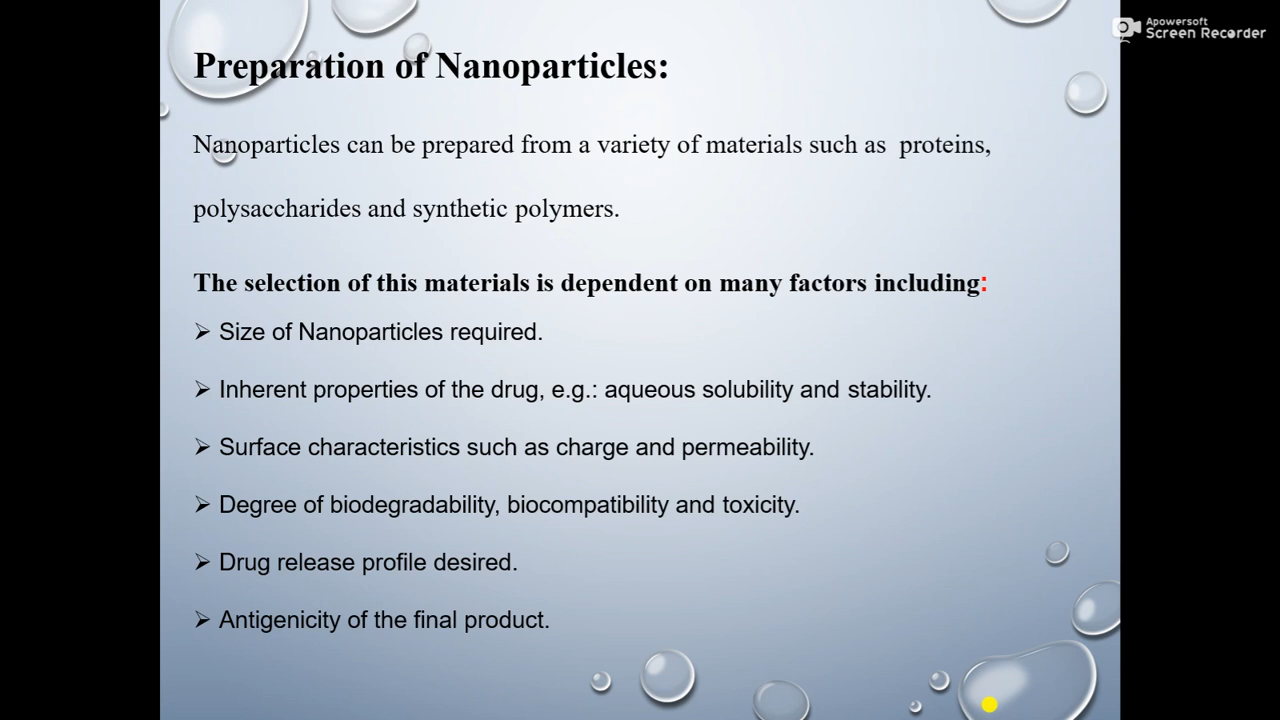 Apowersoft
Screen Recorder
Preparation of Nanoparticles:
Nanoparticles can be prepared from a variety of materials such as proteins,
polysaccharides and synthetic polymers.
The selection of this materials is dependent on many factors including:
➢ Size of Nanoparticles required.
➢ Inherent properties of the drug, e.g.: aqueous solubility and stability.
➢ Surface characteristics such as charge and permeability.
➢ Degree of biodegradability, biocompatibility and toxicity.
➢ Drug release profile desired.
➢ Antigenicity of the final product.